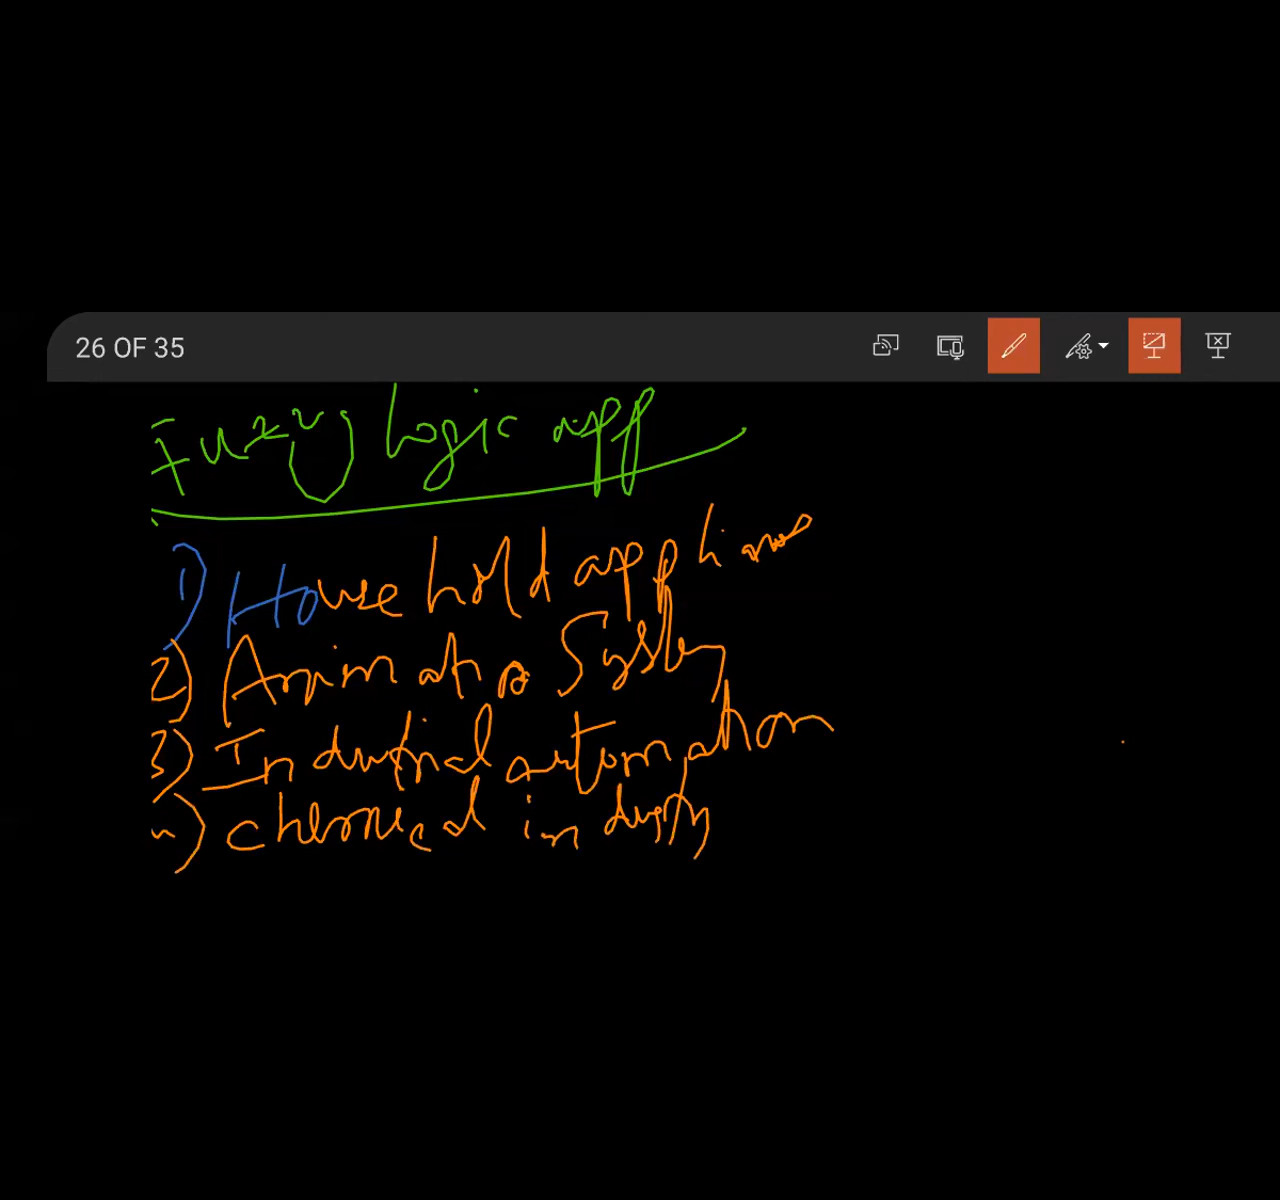 26 OF 35
Fuzzy logic app
1) House hold appliances
2) Animation System
3) Industrial automation
4) chemical industry